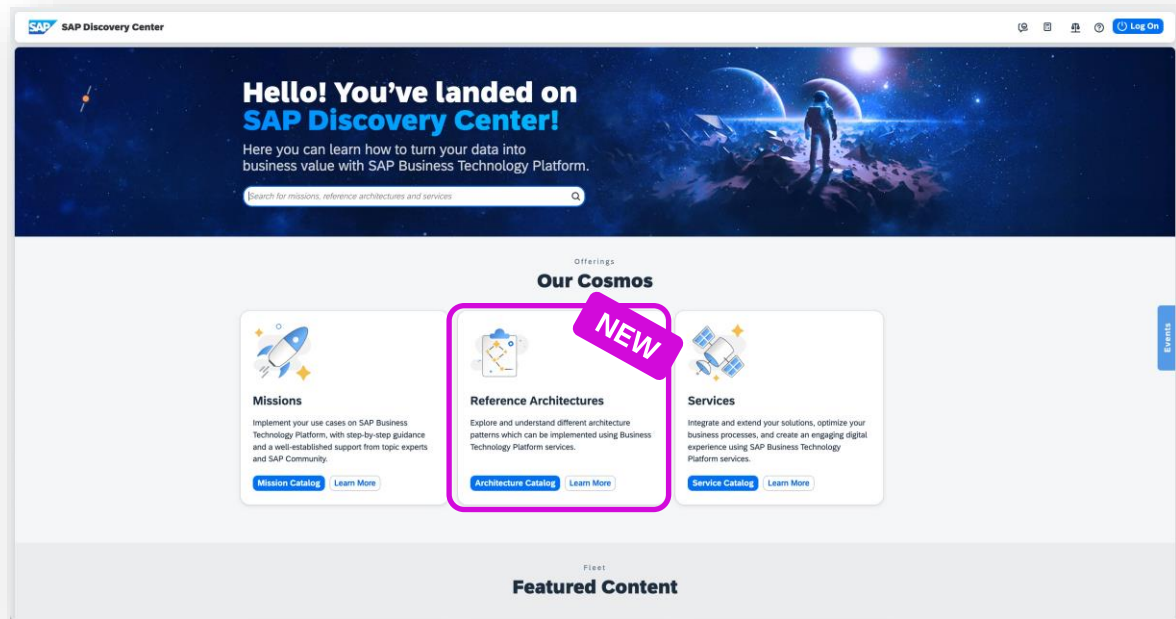 SAP SAP Discovery Center
Log On
Hello! You've landed on
SAP Discovery Center!
Here you can learn how to turn your data into
business value with SAP Business Technology Platform.
Search for missions, reference architectures and services
Offerings
Our Cosmos
Missions
Implement your use cases on SAP Business
Technology Platform, with step-by-step guidance
and a well-established support from topic experts
and SAP Community.
Mission Catalog
Learn More
NEW
Reference Architectures
Explore and understand different architecture
patterns which can be implemented using Business
Technology Platform services.
Architecture Catalog
Learn More
Services
Integrate and extend your solutions, optimize your
business processes, and create an engaging digital
experience using SAP Business Technology
Platform services.
Service Catalog
Learn More
Events
Fleet
Featured Content